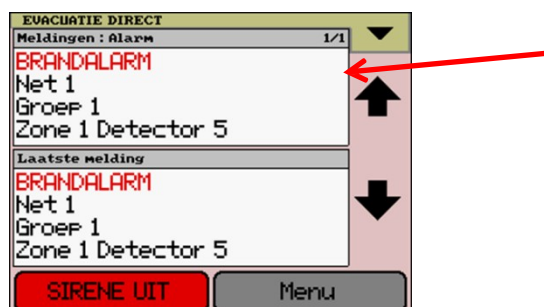 EVACUATIE DIRECT
Meldingen : Alarm 1/1
BRANDALARM
Net 1
Groep 1
Zone 1 Detector 5
Laatste melding
BRANDALARM
Net 1
Groep 1
Zone 1 Detector 5
SIRENE UIT
Menu